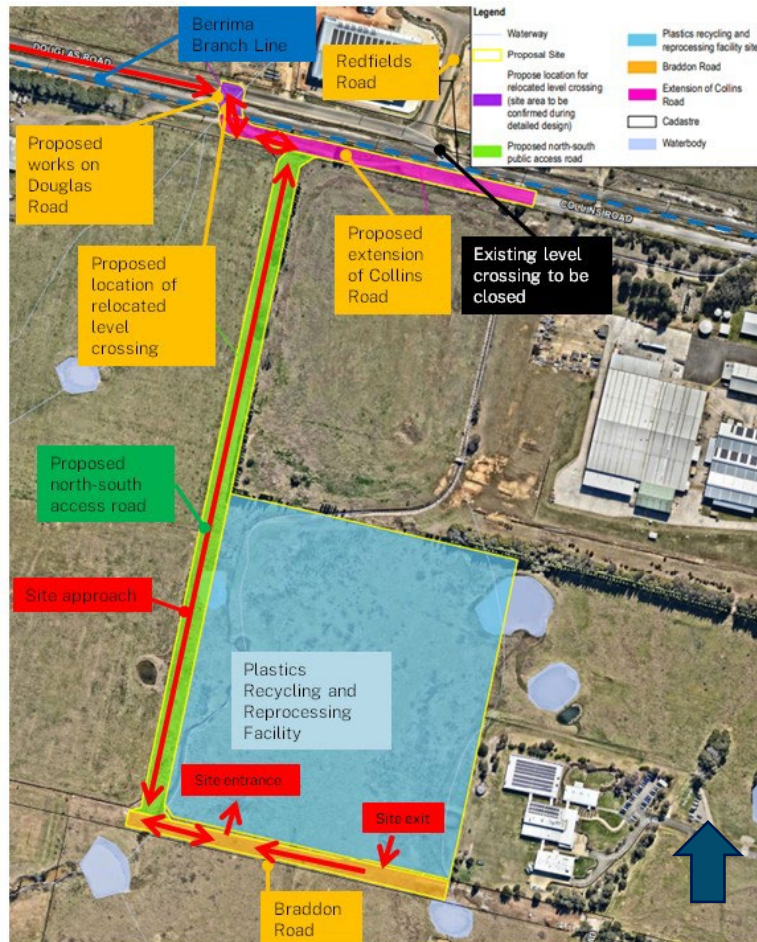 DOUGLAS ROAD
Berrima
Branch Line
Redfields
Road
Legend
Waterway
Proposal Site
Propose location for
relocated level crossing
(site area to be
confirmed during
detailed design)
Proposed north-south
public access road
Plastics recycling and
reprocessing facility site
Braddon Road
Extension of Collins
Road
Cadastre
Waterbody
Proposed
works on
Douglas
Road
Proposed
location of
relocated
level
crossing
Proposed
extension of
Collins Road
COLLINS ROAD
Existing level
crossing to be
closed
Proposed
north-south
access road
Site approach
Plastics
Recycling and
Reprocessing
Facility
Site entrance
Site exit
Braddon
Road